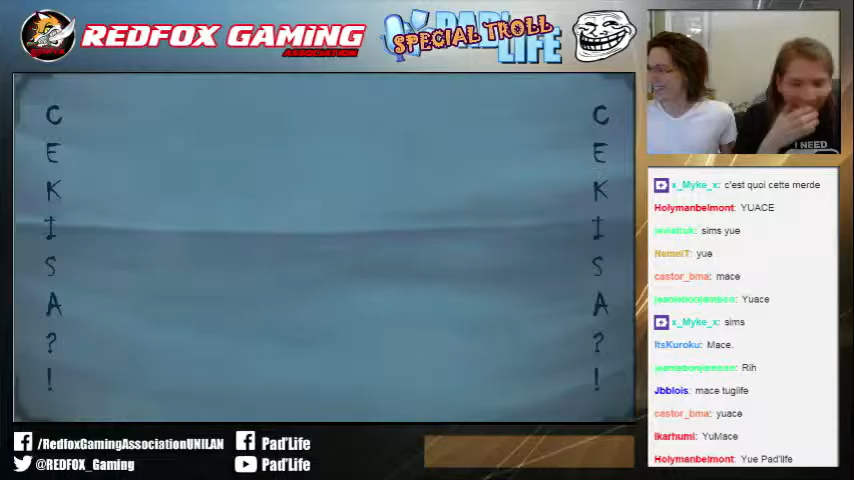 REDFOX GAMING
ASSOCIATION
SPECIAL TROLL
PAD'LIFE
C
E
K
I
S
A
?
!
C
E
K
I
S
A
?
!
I NEED
x_Myke_x: c'est quoi cette merde
Holymanbelmont: YUACE
sims yue
yue
castor_bma: mace
Yuace
x_Myke_x: sims
ItsKuroku: Mace.
Rih
Jbblois: mace tuglife
castor_bma: yuace
Ikarhumi: YuMace
Holymanbelmont: Yue Pad'life
/RedfoxGamingAssociationUNILAN
Pad'Life
@REDFOX_Gaming
Pad'Life